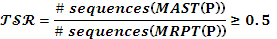 𝒯𝒮ℛ = # sequences(MAST(P)) / # sequences(MRPT(P)) ≥ 0.5